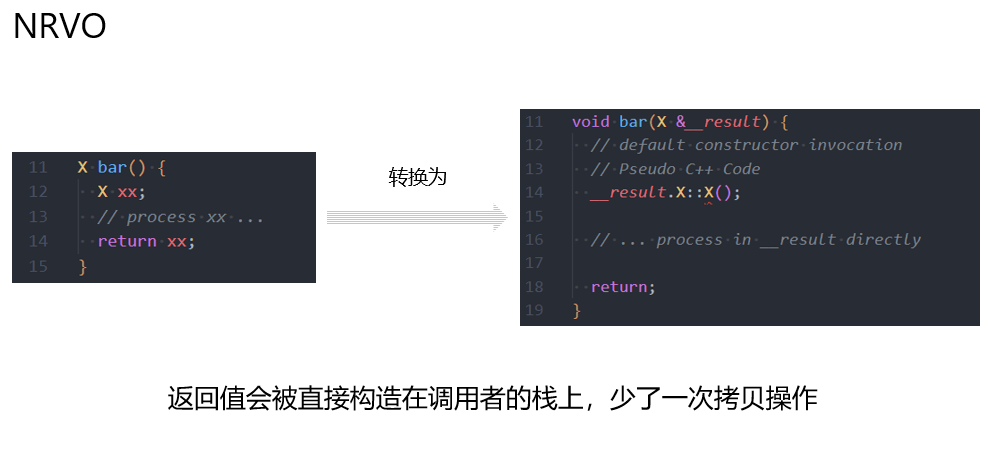 NRVO
11 X bar() {
12 X xx;
13 // process xx ...
14 return xx;
15 }
转换为
11 void bar(X &__result) {
12 // default constructor invocation
13 // Pseudo C++ Code
14 __result.X::X();
15
16 // ... process in __result directly
17
18 return;
19 }
返回值会被直接构造在调用者的栈上，少了一次拷贝操作